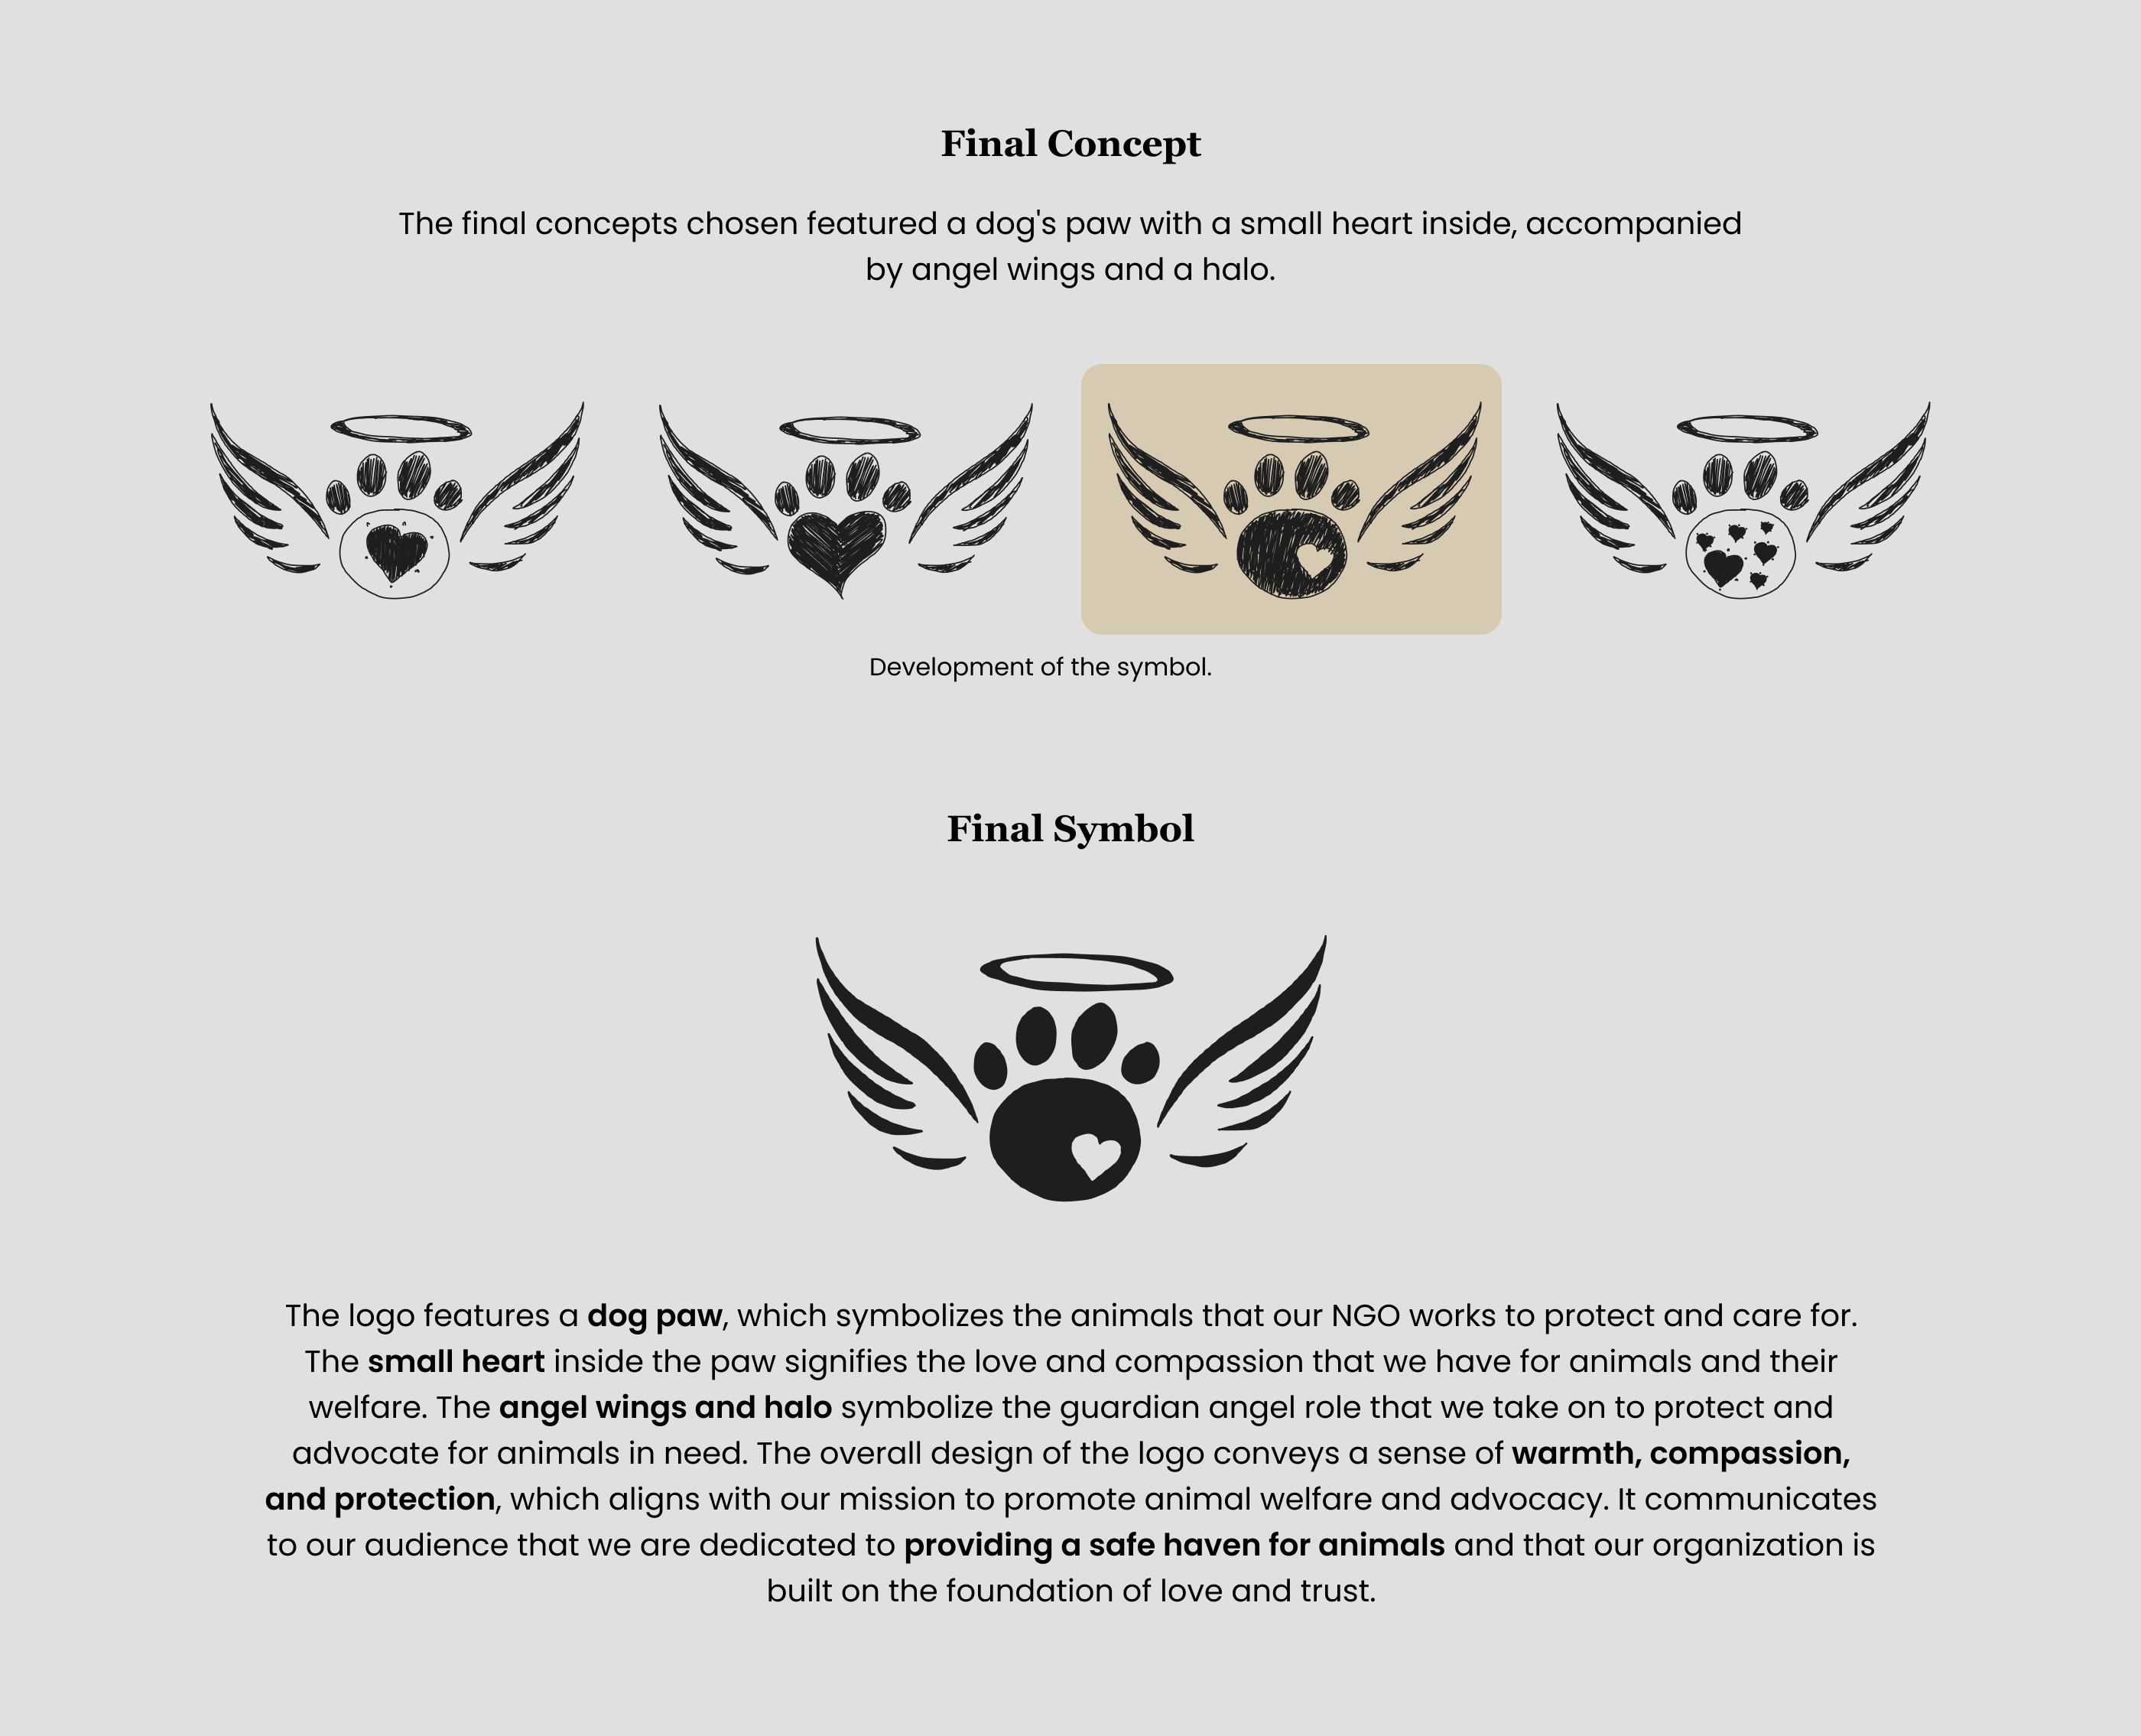 Final Concept
The final concepts chosen featured a dog's paw with a small heart inside, accompanied
by angel wings and a halo.
Development of the symbol.
Final Symbol
The logo features a dog paw, which symbolizes the animals that our NGO works to protect and care for.
The small heart inside the paw signifies the love and compassion that we have for animals and their
welfare. The angel wings and halo symbolize the guardian angel role that we take on to protect and
advocate for animals in need. The overall design of the logo conveys a sense of warmth, compassion,
and protection, which aligns with our mission to promote animal welfare and advocacy. It communicates
to our audience that we are dedicated to providing a safe haven for animals and that our organization is
built on the foundation of love and trust.